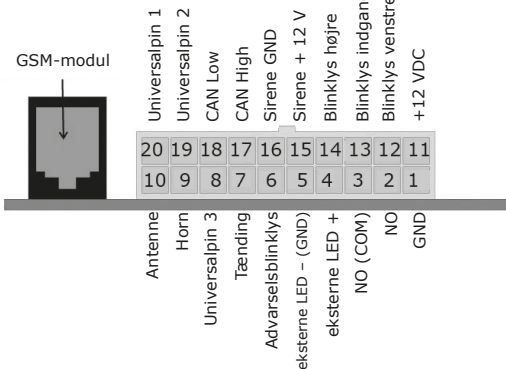 GSM-modul
Universalpin 1
Universalpin 2
CAN Low
CAN High
Sirene GND
Sirene + 12 V
Blinklys højre
Blinklys indgan
Blinklys venstre
+12 VDC
20 19 18 17 16 15 14 13 12 11
10 9 8 7 6 5 4 3 2 1
Antenne
Horn
Universalpin 3
Tænding
Advarselsblinklys
eksterne LED – (GND)
eksterne LED +
NO (COM)
NO
GND